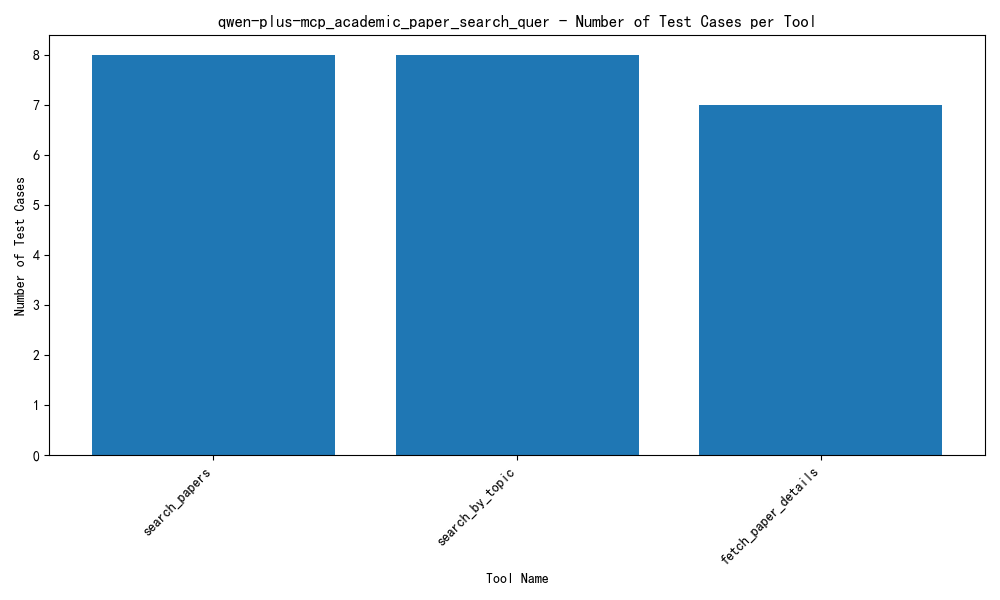 qwen-plus-mcp_academic_paper_search_quer - Number of Test Cases per Tool
Number of Test Cases
8
7
6
5
4
3
2
1
0
search_papers
search_by_topic
fetch_paper_details
Tool Name